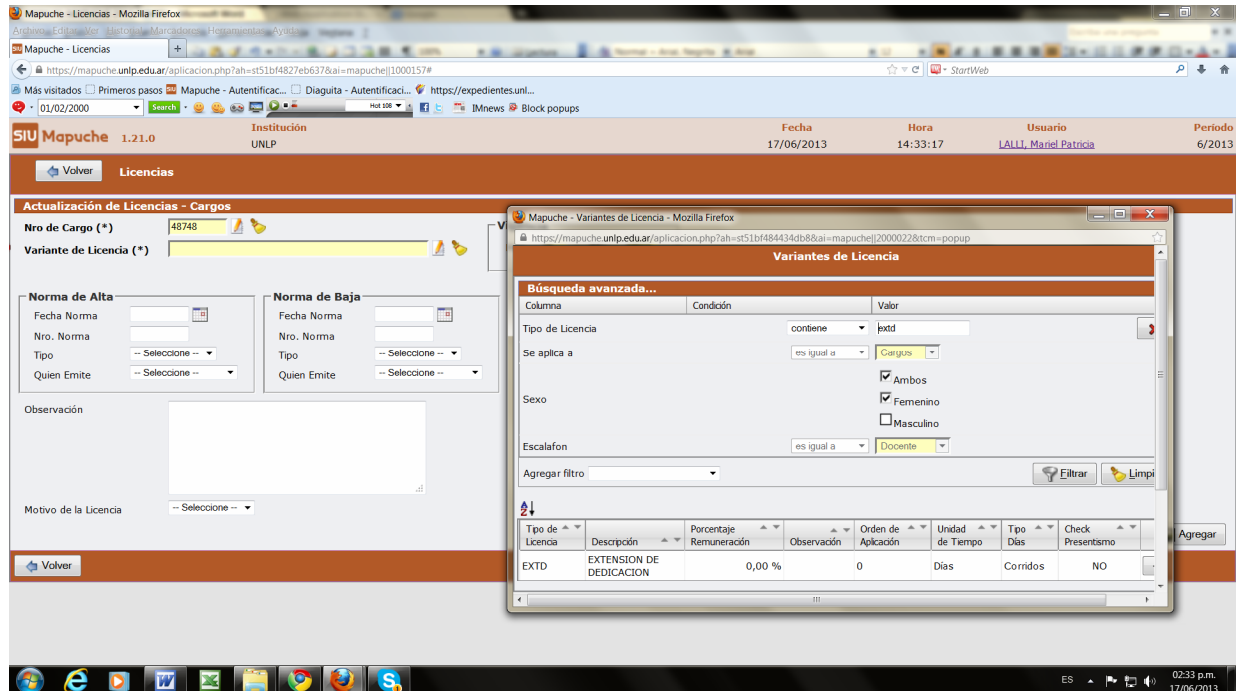 Mapuche - Licencias - Mozilla Firefox
Archivo Editar Ver Historial Marcadores Herramientas Ayuda
Mapuche - Licencias +
https://mapuche.unlp.edu.ar/aplicacion.php?ah=st51bf4827eb637&ai=mapuche||1000157# StartWeb
Más visitados Primeros pasos Mapuche - Autentificac... Diaguita - Autentificaci... https://expedientes.unl...
01/02/2000 Search Hot 108 IMnews Block popups
SIU Mapuche 1.21.0
Institución
UNLP
Fecha
17/06/2013
Hora
14:33:17
Usuario
LALLI, Mariel Patricia
Período
6/2013
Volver Licencias
Actualización de Licencias - Cargos
Nro de Cargo (*) 48748
Variante de Licencia (*)
Norma de Alta
Fecha Norma
Nro. Norma
Tipo -- Seleccione --
Quien Emite -- Seleccione --
Norma de Baja
Fecha Norma
Nro. Norma
Tipo -- Seleccione --
Quien Emite -- Seleccione --
Observación
Motivo de la Licencia -- Seleccione --
Agregar
Volver
Mapuche - Variantes de Licencia - Mozilla Firefox
https://mapuche.unlp.edu.ar/aplicacion.php?ah=st51bf484434db8&ai=mapuche||2000022&tcm=popup
Variantes de Licencia
Búsqueda avanzada...
Columna Condición Valor
Tipo de Licencia contiene extd
Se aplica a es igual a Cargos
Sexo
Ambos
Femenino
Masculino
Escalafon es igual a Docente
Agregar filtro Filtrar Limpi
Tipo de Licencia Descripción Porcentaje Remuneración Observación Orden de Aplicación Unidad de Tiempo Tipo Días Check Presentismo
EXTD EXTENSION DE DEDICACION 0,00 % 0 Días Corridos NO
ES 02:33 p.m.
17/06/2013